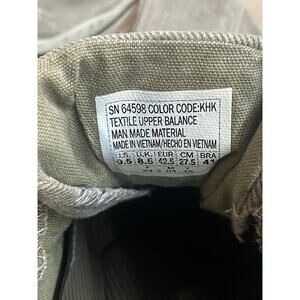 SN 64598 COLOR CODE:KHK
TEXTILE UPPER BALANCE
MAN MADE MATERIAL
MADE IN VIETNAM/HECHO EN VIETNAM
U.S. U.K. EUR CM BRA
9.5 8.5 42.5 27.5 41
M